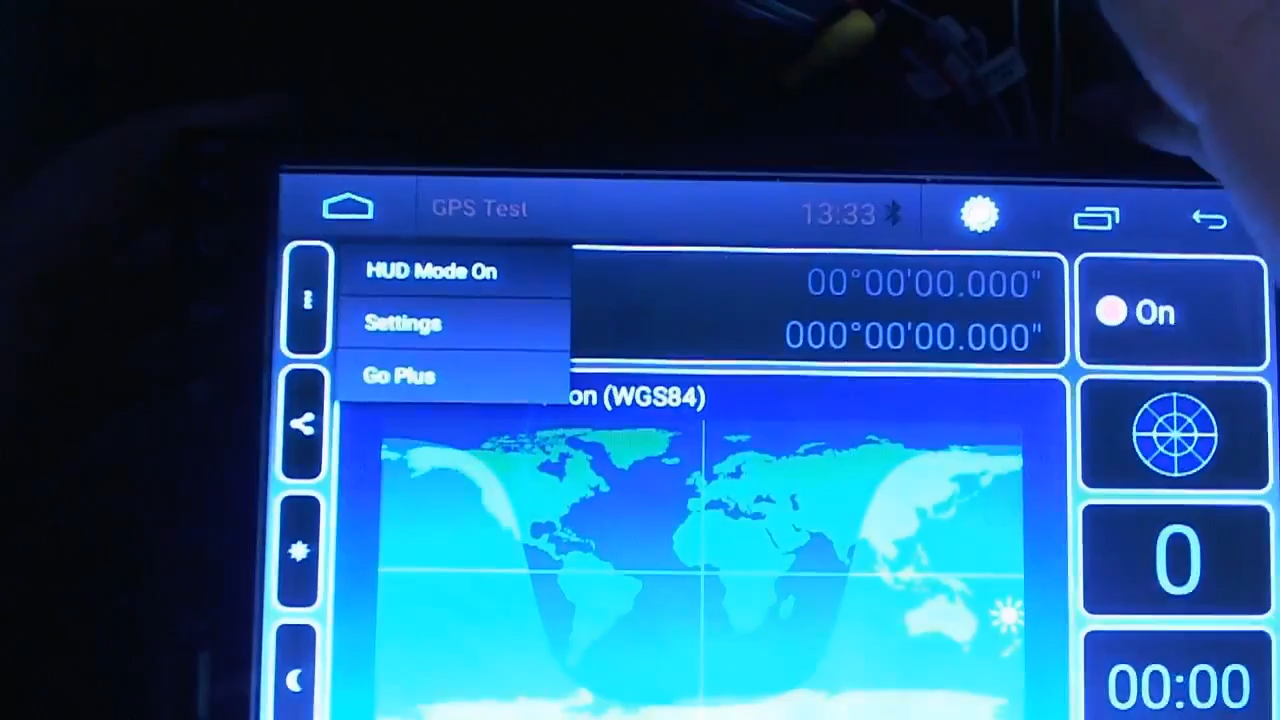 GPS Test
13:33
HUD Mode On
Settings
Go Plus
00°00'00.000"
000°00'00.000"
On
on (WGS84)
0
00:00